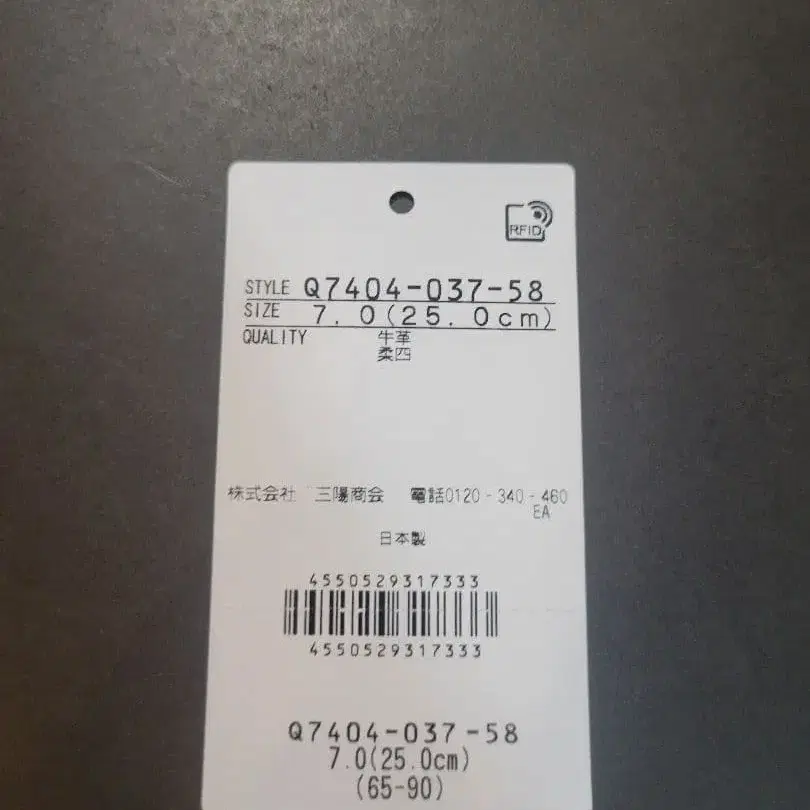 RFID
STYLE Q7404-037-58
SIZE 7.0(25.0cm)
QUALITY 牛革
柔四
株式会社 三陽商会 電話0120-340-460
EA
日本製
4550529317333
4550529317333
Q7404-037-58
7.0(25.0cm)
(65-90)